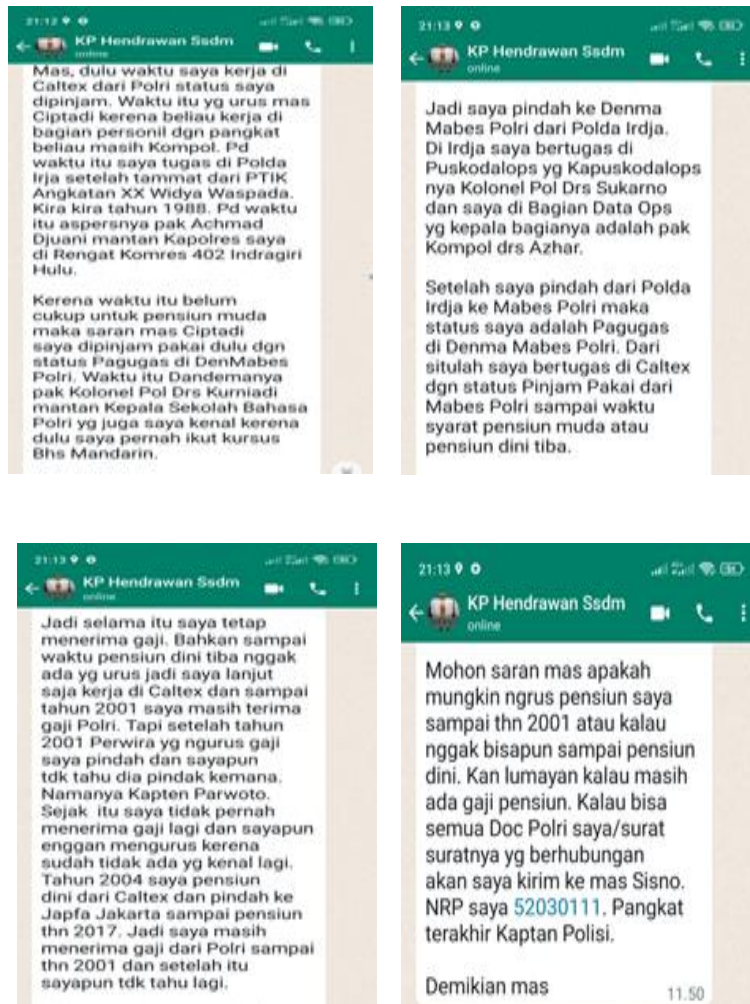 21:13
KP Hendrawan Ssdm
online
Mas, dulu waktu saya kerja di
Caltex dari Polri status saya
dipinjam. Waktu itu yg urus mas
Ciptadi kerena beliau kerja di
bagian personil dgn pangkat
beliau masih Kompol. Pd
waktu itu saya tugas di Polda
Irja setelah tammat dari PTIK
Angkatan XX Widya Waspada.
Kira kira tahun 1988. Pd waktu
itu aspersnya pak Achmad
Djuani mantan Kapolres saya
di Rengat Komres 402 Indragiri
Hulu.
Kerena waktu itu belum
cukup untuk pensiun muda
maka saran mas Ciptadi
saya dipinjam pakai dulu dgn
status Pagugas di DenMabes
Polri. Waktu itu Dandemanya
pak Kolonel Pol Drs Kurniadi
mantan Kepala Sekolah Bahasa
Polri yg juga saya kenal kerena
dulu saya pernah ikut kursus
Bhs Mandarin.
21:13
KP Hendrawan Ssdm
online
Jadi saya pindah ke Denma
Mabes Polri dari Polda Irdja.
Di Irdja saya bertugas di
Puskodalops yg Kapuskodalops
nya Kolonel Pol Drs Sukarno
dan saya di Bagian Data Ops
yg kepala bagianya adalah pak
Kompol drs Azhar.
Setelah saya pindah dari Polda
Irdja ke Mabes Polri maka
status saya adalah Pagugas
di Denma Mabes Polri. Dari
situlah saya bertugas di Caltex
dgn status Pinjam Pakai dari
Mabes Polri sampai waktu
syarat pensiun muda atau
pensiun dini tiba.
21:13
KP Hendrawan Ssdm
online
Jadi selama itu saya tetap
menerima gaji. Bahkan sampai
waktu pensiun dini tiba nggak
ada yg urus jadi saya lanjut
saja kerja di Caltex dan sampai
tahun 2001 saya masih terima
gaji Polri. Tapi setelah tahun
2001 Perwira yg ngurus gaji
saya pindah dan sayapun
tdk tahu dia pindak kemana.
Namanya Kapten Parwoto.
Sejak itu saya tidak pernah
menerima gaji lagi dan sayapun
enggan mengurus kerena
sudah tidak ada yg kenal lagi.
Tahun 2004 saya pensiun
dini dari Caltex dan pindah ke
Japfa Jakarta sampai pensiun
thn 2017. Jadi saya masih
menerima gaji dari Polri sampai
thn 2001 dan setelah itu
sayapun tdk tahu lagi.
21:13
KP Hendrawan Ssdm
online
Mohon saran mas apakah
mungkin ngrus pensiun saya
sampai thn 2001 atau kalau
nggak bisapun sampai pensiun
dini. Kan lumayan kalau masih
ada gaji pensiun. Kalau bisa
semua Doc Polri saya/surat
suratnya yg berhubungan
akan saya kirim ke mas Sisno.
NRP saya 52030111. Pangkat
terakhir Kaptan Polisi.
Demikian mas
11.50